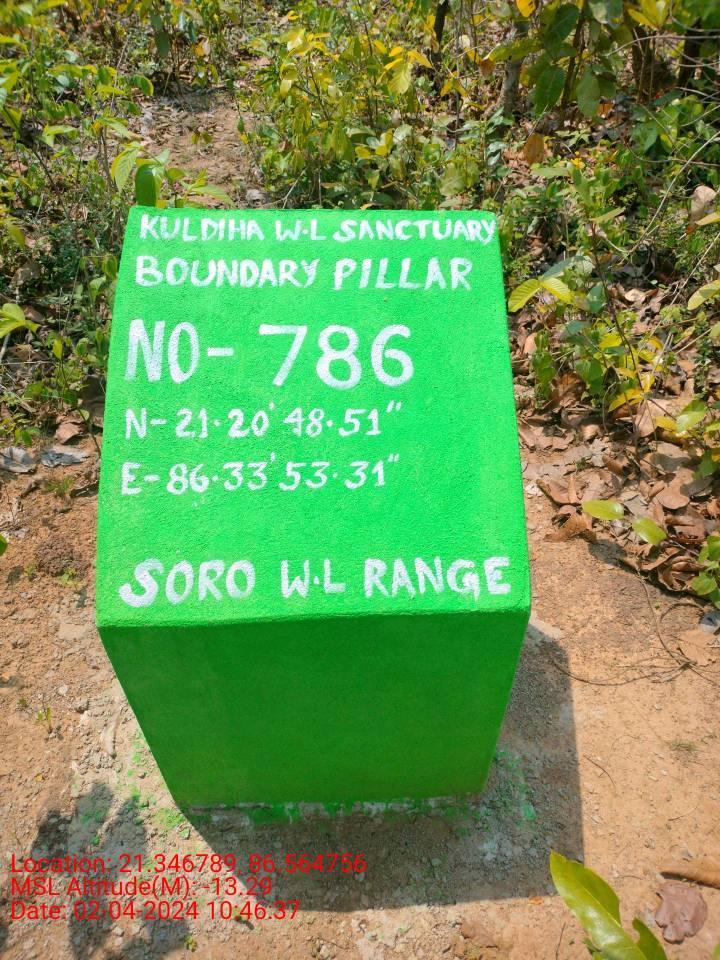 KULDIHA W.L SANCTUARY
BOUNDARY PILLAR
NO- 786
N-21.20' 48.51"
E-86.33' 53.31"
SORO W.L RANGE
Location: 21.346789, 86.564756
MSL Altitude(M): -13.29
Date: 02-04-2024 10:46.37